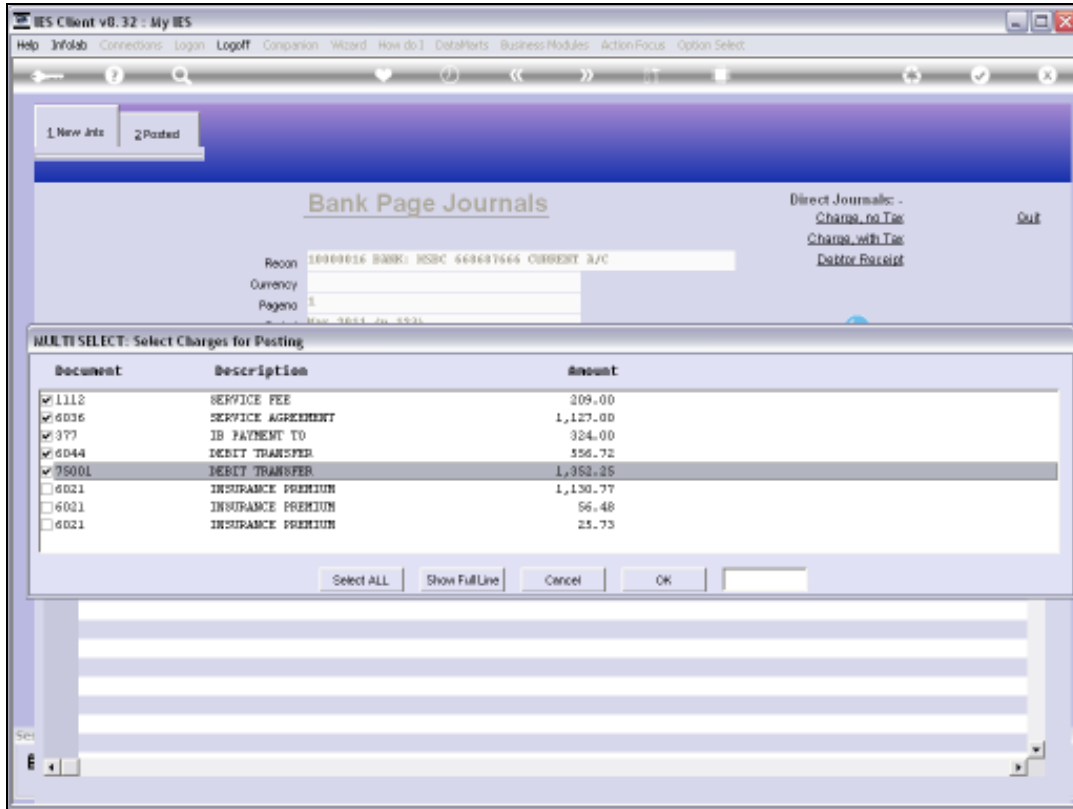 IES Client v8.32 : My IES
Help Infolab Connections Logon Logoff Companion Wizard How do I DataMarts Business Modules Action Focus Option Select
1 New Jnls 2 Posted
Bank Page Journals
Direct Journals: -
Charge, no Tax
Quit
Charge, with Tax
Debtor Receipt
Recon 10000016 BANK: HSBC 668687666 CURRENT A/C
Currency
Pageno 1
MULTI SELECT: Select Charges for Posting
Document Description Amount
1112 SERVICE FEE 209.00
6036 SERVICE AGREEMENT 1,127.00
377 IB PAYMENT TO 324.00
6044 DEBIT TRANSFER 556.72
75001 DEBIT TRANSFER 1,352.25
6021 INSURANCE PREMIUM 1,130.77
6021 INSURANCE PREMIUM 56.48
6021 INSURANCE PREMIUM 25.73
Select ALL Show Full Line Cancel OK